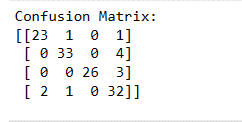 Confusion Matrix:
[[23  1  0  1]
 [ 0 33  0  4]
 [ 0  0 26  3]
 [ 2  1  0 32]]